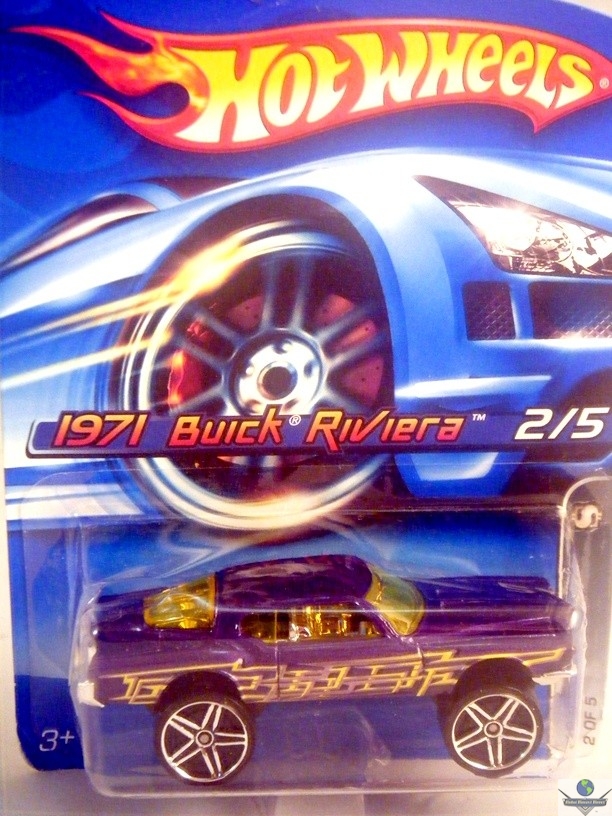 HOT WHEELS®
1971 Buick® Riviera™ 2/5
3+
2 OF 5